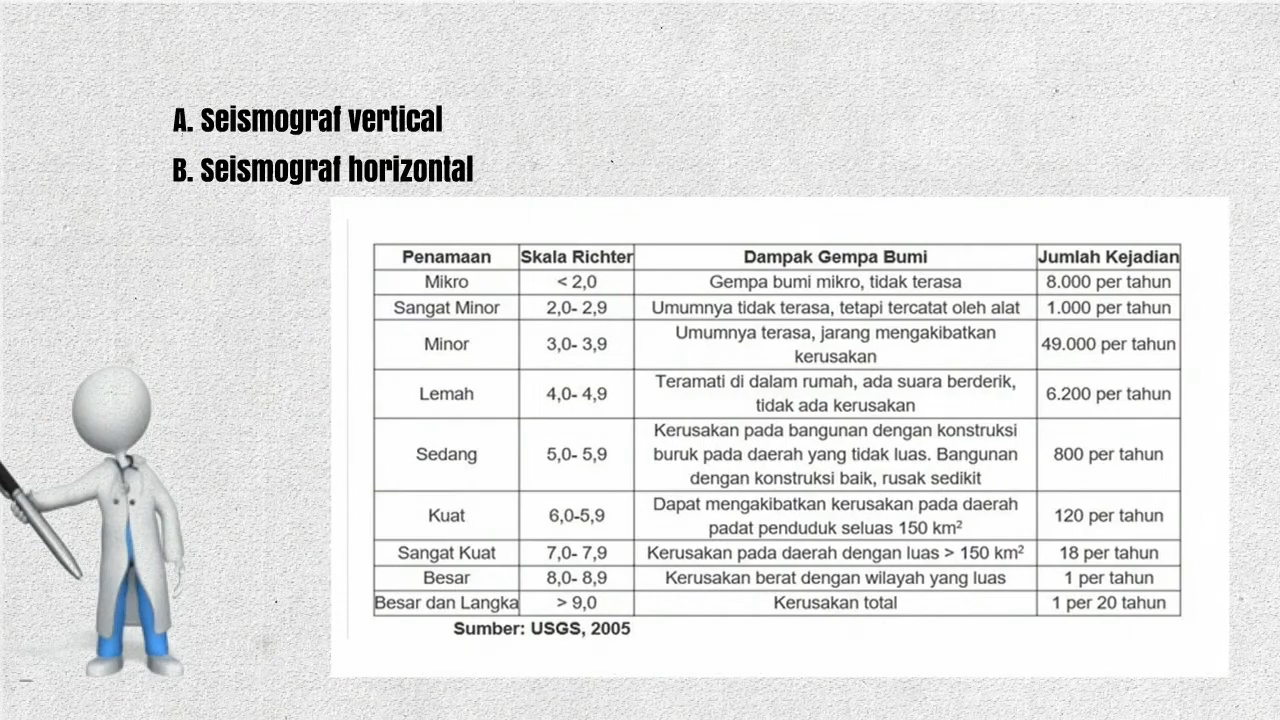 A. Seismograf vertical
B. Seismograf horizontal
Penamaan Skala Richter Dampak Gempa Bumi Jumlah Kejadian
Mikro < 2,0 Gempa bumi mikro, tidak terasa 8.000 per tahun
Sangat Minor 2,0- 2,9 Umumnya tidak terasa, tetapi tercatat oleh alat 1.000 per tahun
Minor 3,0- 3,9 Umumnya terasa, jarang mengakibatkan
kerusakan 49.000 per tahun
Lemah 4,0- 4,9 Teramati di dalam rumah, ada suara berderik,
tidak ada kerusakan 6.200 per tahun
Sedang 5,0- 5,9 Kerusakan pada bangunan dengan konstruksi
buruk pada daerah yang tidak luas. Bangunan
dengan konstruksi baik, rusak sedikit 800 per tahun
Kuat 6,0-5,9 Dapat mengakibatkan kerusakan pada daerah
padat penduduk seluas 150 km² 120 per tahun
Sangat Kuat 7,0- 7,9 Kerusakan pada daerah dengan luas > 150 km² 18 per tahun
Besar 8,0- 8,9 Kerusakan berat dengan wilayah yang luas 1 per tahun
Besar dan Langka > 9,0 Kerusakan total 1 per 20 tahun
Sumber: USGS, 2005